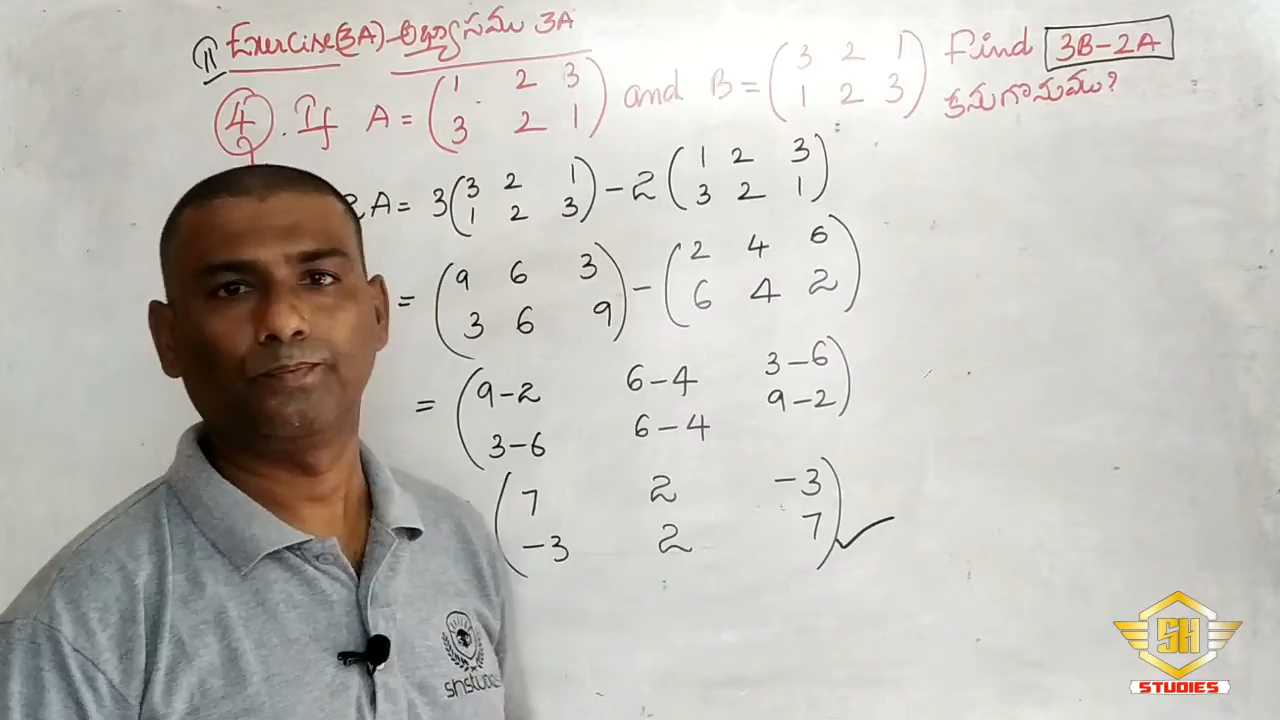 II Exercise(3A)-అభ్యాసము 3A
4. If A = (1 2 3
3 2 1) and B = (3 2 1
1 2 3) Find 3B-2A
కనుగొనుము?
2A = 3(3 2 1
1 2 3) - 2(1 2 3
3 2 1)
= (9 6 3
3 6 9) - (2 4 6
6 4 2)
= (9-2 6-4 3-6
3-6 6-4 9-2)
(7 2 -3
-3 2 7)
shstud
SH
STUDIES